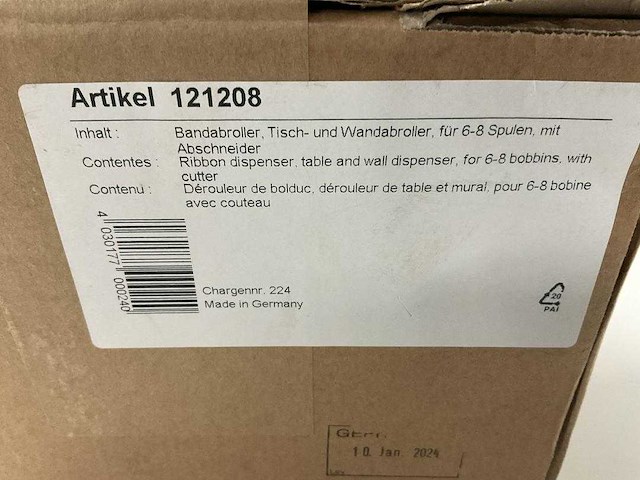 Artikel 121208
Inhalt : Bandabroller, Tisch- und Wandabroller, für 6-8 Spulen, mit
Abschneider
Contentes : Ribbon dispenser, table and wall dispenser, for 6-8 bobbins, with
cutter
Contenu : Dérouleur de bolduc, dérouleur de table et mural, pour 6-8 bobine
avec couteau
4 030177 000240
Chargennr. 224
Made in Germany
20
PAP
10. Jan. 2024